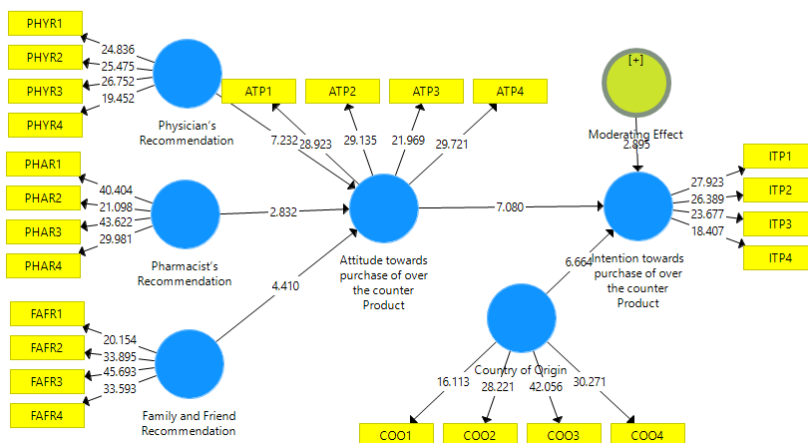 PHYR1
PHYR2
PHYR3
PHYR4
24.836
25.475
26.752
19.452
Physician's
Recommendation
ATP1
ATP2
ATP3
ATP4
7.232
28.923
29.135
21.969
29.721
[+]
Moderating Effect
2.895
PHAR1
PHAR2
PHAR3
PHAR4
40.404
21.098
43.622
29.981
Pharmacist's
Recommendation
2.832
Attitude towards
purchase of over
the counter
Product
7.080
ITP1
ITP2
ITP3
ITP4
27.923
26.389
23.677
18.407
Intention towards
purchase of over
the counter
Product
4.410
6.664
FAFR1
FAFR2
FAFR3
FAFR4
20.154
33.895
45.693
33.593
Family and Friend
Recommendation
Country of Origin
16.113
28.221
42.056
30.271
COO1
COO2
COO3
COO4